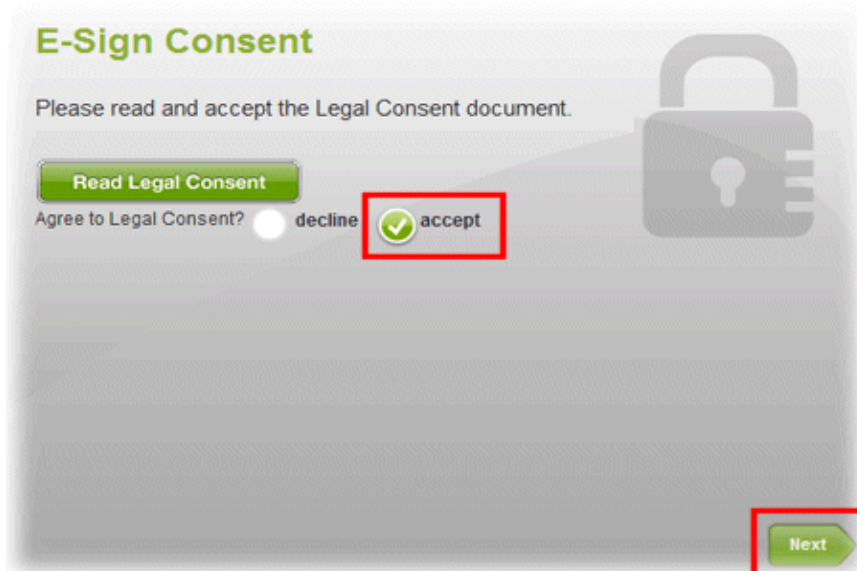 E-Sign Consent
Please read and accept the Legal Consent document.
Read Legal Consent
Agree to Legal Consent? decline accept
Next